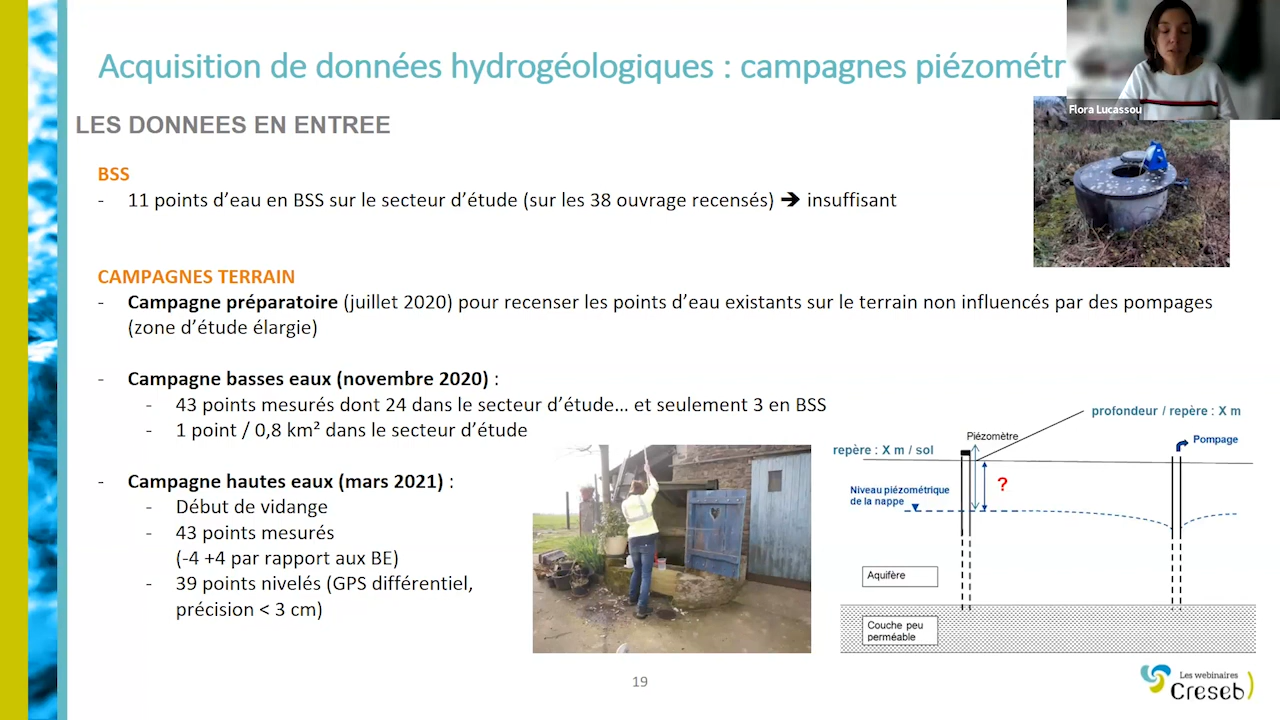 Acquisition de données hydrogéologiques : campagnes piézométr
Flora Lucassou
LES DONNEES EN ENTREE
BSS
- 11 points d'eau en BSS sur le secteur d'étude (sur les 38 ouvrage recensés) ➔ insuffisant
CAMPAGNES TERRAIN
- Campagne préparatoire (juillet 2020) pour recenser les points d'eau existants sur le terrain non influencés par des pompages
(zone d'étude élargie)
- Campagne basses eaux (novembre 2020) :
- 43 points mesurés dont 24 dans le secteur d'étude... et seulement 3 en BSS
- 1 point / 0,8 km² dans le secteur d'étude
- Campagne hautes eaux (mars 2021) :
- Début de vidange
- 43 points mesurés
(-4 +4 par rapport aux BE)
- 39 points nivelés (GPS différentiel,
précision < 3 cm)
profondeur / repère : X m
Piézomètre
Pompage
repère : X m / sol
?
Niveau piézométrique
de la nappe
Aquifère
Couche peu
perméable
19
Les webinaires
Creseb